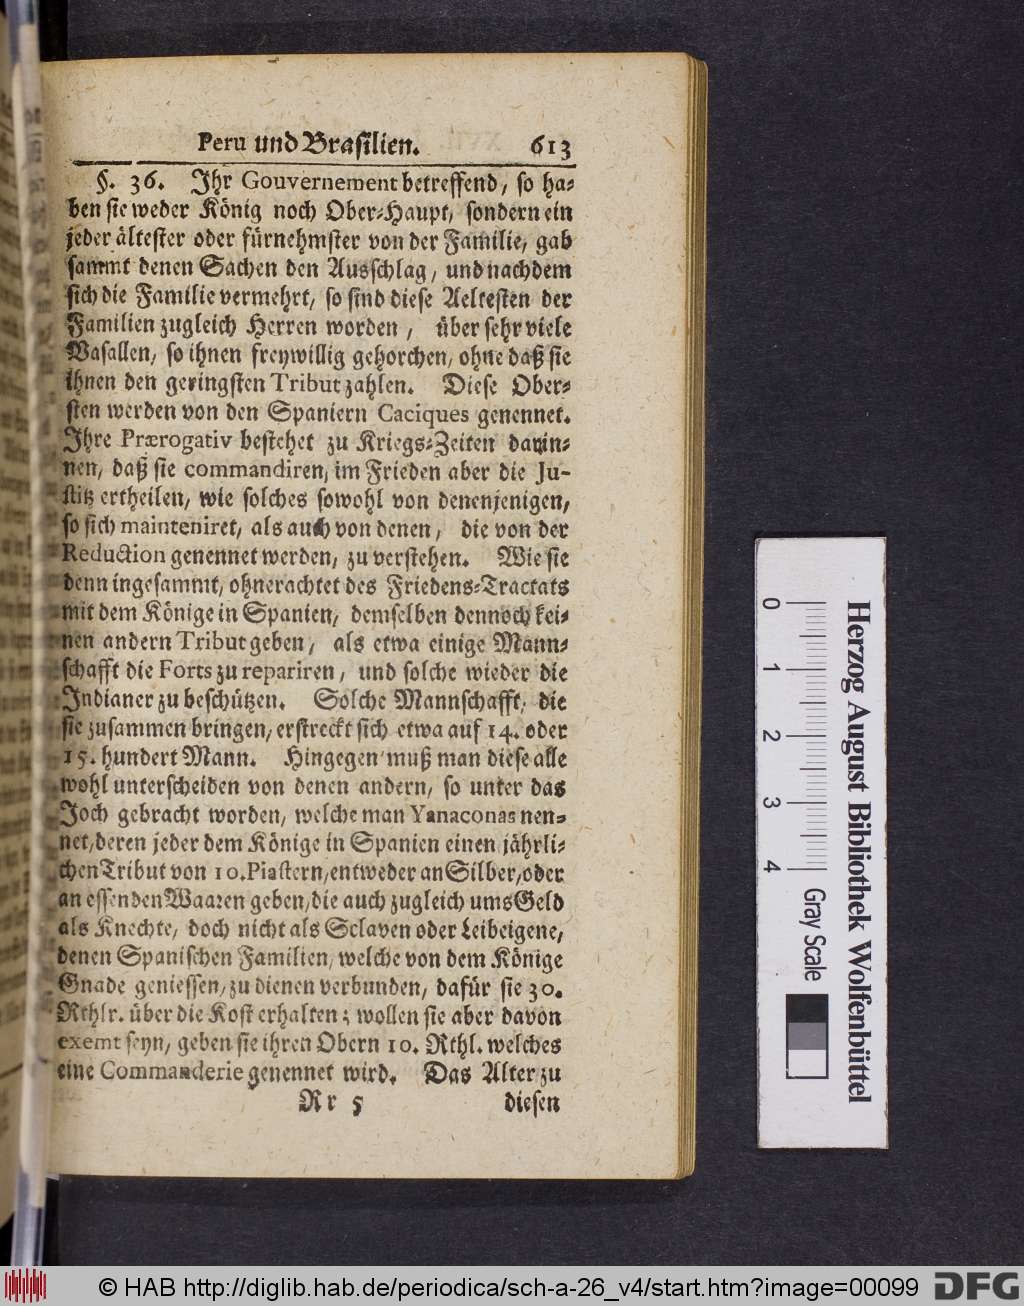 Peru und Brasilien. 613
§. 36. Ihr Gouvernement betreffend, so ha⸗
ben sie weder König noch Ober⸗Haupt, sondern ein
jeder ältester oder fürnehmster von der Familie, gab
sammt denen Sachen den Ausschlag, und nachdem
sich die Familie vermehrt, so sind diese Aeltesten der
Familien zugleich Herren worden, über sehr viele
Vasallen, so ihnen freywillig gehorchen, ohne daß sie
ihnen den geringsten Tribut zahlen. Diese Ober⸗
sten werden von den Spaniern Caciques genennet.
Ihre Prærogativ bestehet zu Kriegs⸗Zeiten darin⸗
nen, daß sie commandiren, im Frieden aber die Ju-
stitz ertheilen, wie solches sowohl von denenjenigen,
so sich mainteniret, als auch von denen, die von der
Reduction genennet werden, zu verstehen. Wie sie
denn ingesammt, ohnerachtet des Friedens⸗Tractats
mit dem Könige in Spanien, demselben dennoch kei⸗
nen andern Tribut geben, als etwa einige Mann⸗
schafft die Forts zu repariren, und solche wieder die
Indianer zu beschützen. Solche Mannschafft, die
sie zusammen bringen, erstreckt sich etwa auf 14. oder
15. hundert Mann. Hingegen muß man diese alle
wohl unterscheiden von denen andern, so unter das
Joch gebracht worden, welche man Yanaconas nen⸗
net, deren jeder dem Könige in Spanien einen jährli⸗
chen Tribut von 10. Piastern, entweder an Silber, oder
an essenden Waaren geben, die auch zugleich ums Geld
als Knechte, doch nicht als Sclaven oder Leibeigene,
denen Spanischen Familien, welche von dem Könige
Gnade geniessen, zu dienen verbunden, dafür sie 30.
Rthlr. über die Kost erhalten; wollen sie aber davon
exemt seyn, geben sie ihren Obern 10. Rthl. welches
eine Commanderie genennet wird. Das Alter zu
Rr 5 diesen
0 1 2 3 4
Gray Scale
Herzog August Bibliothek Wolfenbüttel
© HAB http://diglib.hab.de/periodica/sch-a-26_v4/start.htm?image=00099
DFG